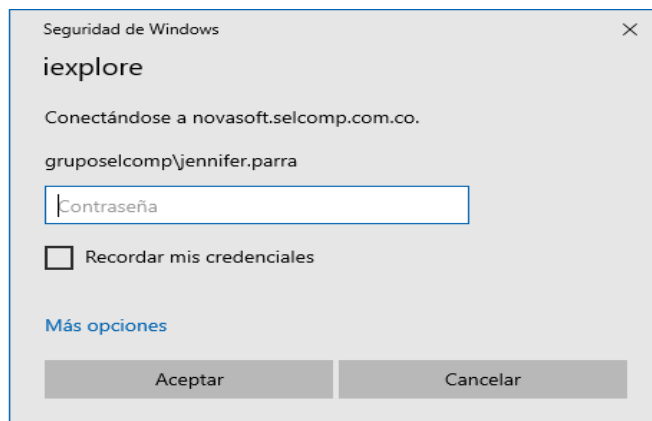 Seguridad de Windows
iexplore
Conectándose a novasoft.selcomp.com.co.
gruposelcomp\jennifer.parra
Contraseña
Recordar mis credenciales
Más opciones
Aceptar
Cancelar